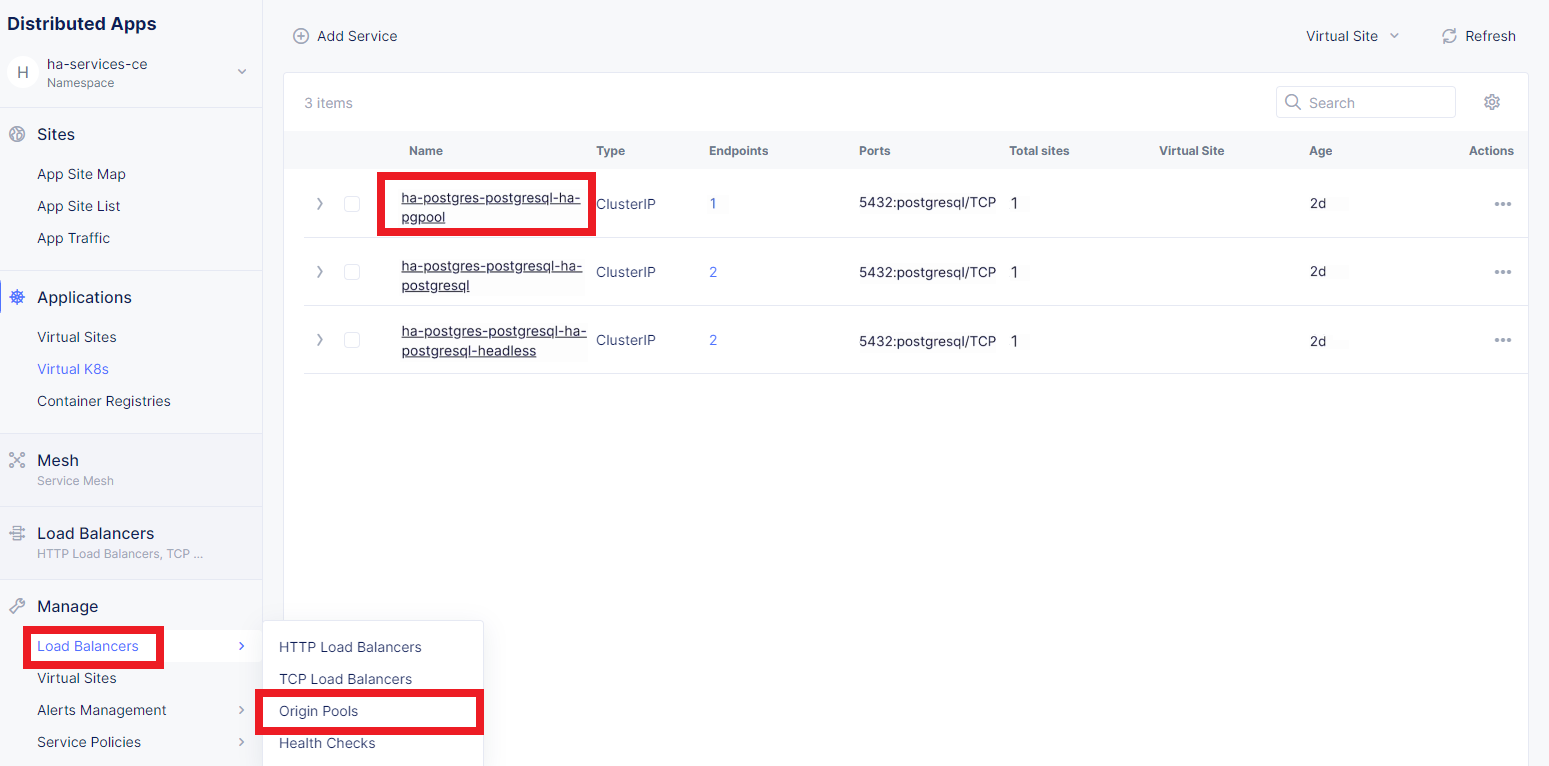 Distributed Apps
H
ha-services-ce
Namespace
Sites
App Site Map
App Site List
App Traffic
Applications
Virtual Sites
Virtual K8s
Container Registries
Mesh
Service Mesh
Load Balancers
HTTP Load Balancers, TCP ...
Manage
Load Balancers
Virtual Sites
Alerts Management
Service Policies
HTTP Load Balancers
TCP Load Balancers
Origin Pools
Health Checks
Add Service
Virtual Site
Refresh
3 items
Search
Name Type Endpoints Ports Total sites Virtual Site Age Actions
ha-postgres-postgresql-ha-
pgpool
ClusterIP 1 5432:postgresql/TCP 1 2d
ha-postgres-postgresql-ha-
postgresql
ClusterIP 2 5432:postgresql/TCP 1 2d
ha-postgres-postgresql-ha-
postgresql-headless
ClusterIP 2 5432:postgresql/TCP 1 2d